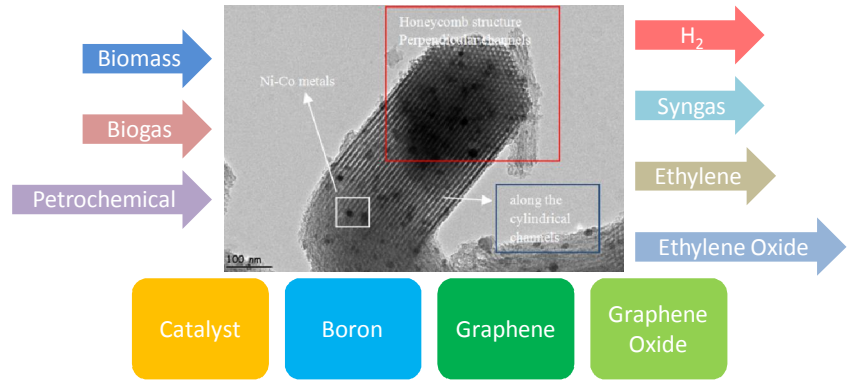 Biomass
Biogas
Petrochemical
Honeycomb structure
Perpendicular channels
Ni-Co metals
along the
cylindrical
channels
100 nm
H₂
Syngas
Ethylene
Ethylene Oxide
Catalyst
Boron
Graphene
Graphene
Oxide